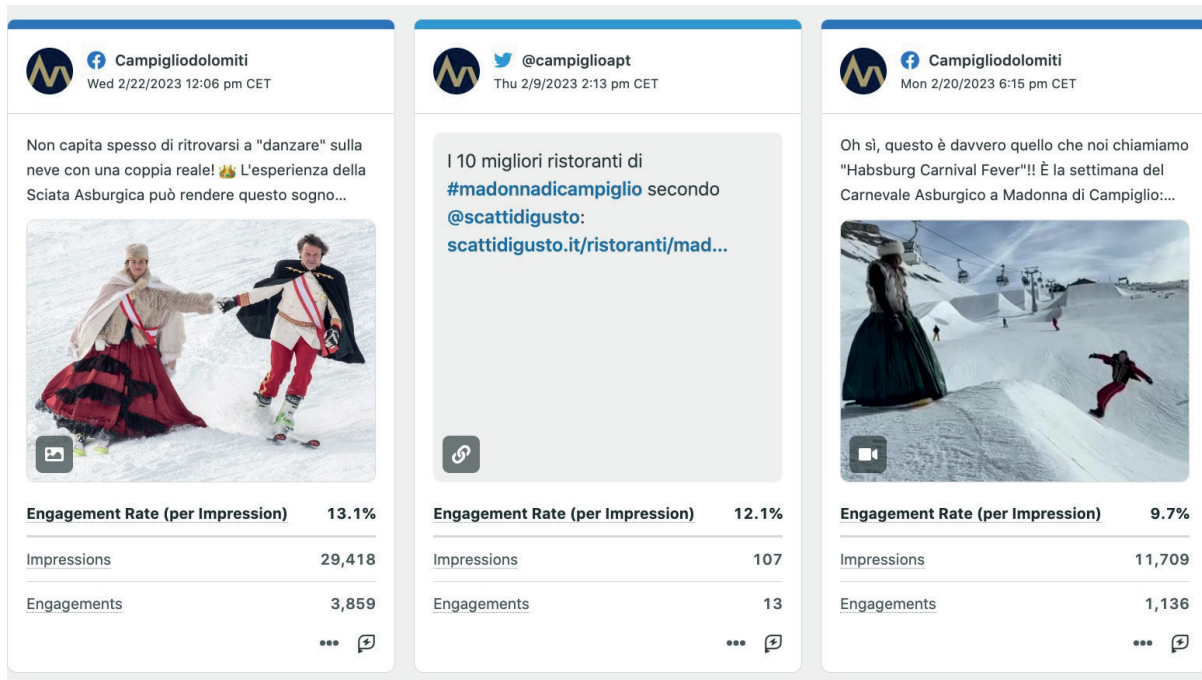 Campigliodolomiti
Wed 2/22/2023 12:06 pm CET
Non capita spesso di ritrovarsi a "danzare" sulla
neve con una coppia reale! 👑 L'esperienza della
Sciata Asburgica può rendere questo sogno...
Engagement Rate (per Impression) 13.1%
Impressions 29,418
Engagements 3,859
@campiglioapt
Thu 2/9/2023 2:13 pm CET
I 10 migliori ristoranti di
#madonnadicampiglio secondo
@scattidigusto:
scattidigusto.it/ristoranti/mad...
Engagement Rate (per Impression) 12.1%
Impressions 107
Engagements 13
Campigliodolomiti
Mon 2/20/2023 6:15 pm CET
Oh sì, questo è davvero quello che noi chiamiamo
"Habsburg Carnival Fever"!! È la settimana del
Carnevale Asburgico a Madonna di Campiglio:...
Engagement Rate (per Impression) 9.7%
Impressions 11,709
Engagements 1,136